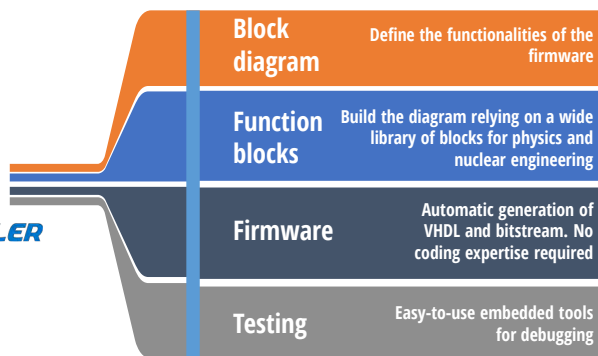 Block
diagram
Define the functionalities of the
firmware
Function
blocks
Build the diagram relying on a wide
library of blocks for physics and
nuclear engineering
LER
Firmware
Automatic generation of
VHDL and bitstream. No
coding expertise required
Testing
Easy-to-use embedded tools
for debugging